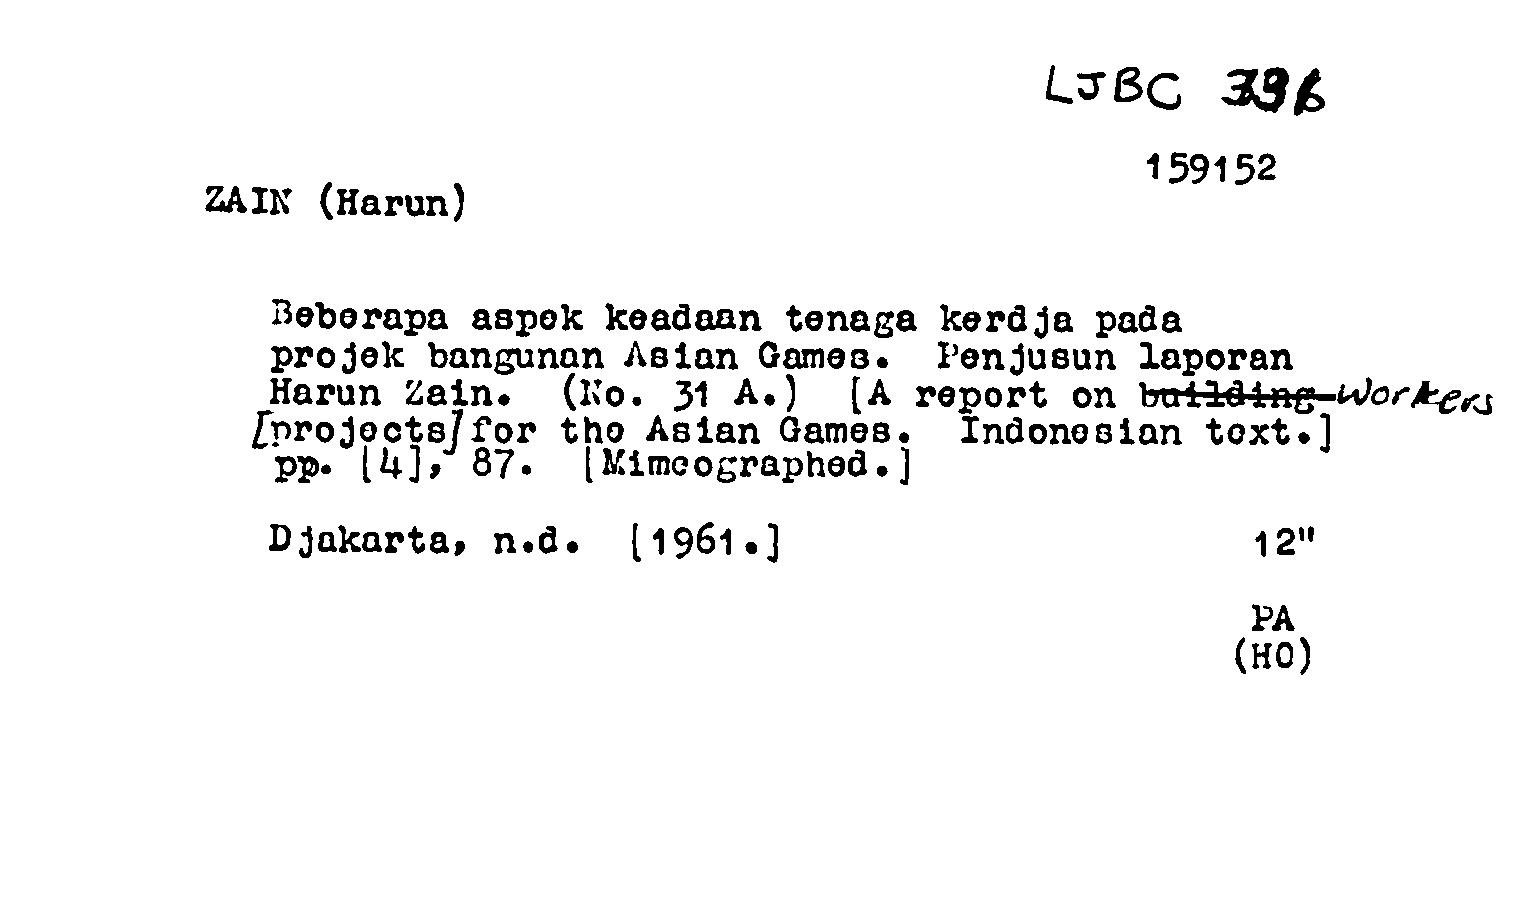 LJBC 396
159152
ZAIN (Harun)
Beberapa aspek keadaan tenaga kerdja pada
projek bangunan Asian Games. Penjusun laporan
Harun Zain. (No. 31 A.) [A report on building workers
[projects] for the Asian Games. Indonesian text.]
pp. [4], 87. [Mimeographed.]
Djakarta, n.d. [1961.] 12"
PA
(HO)